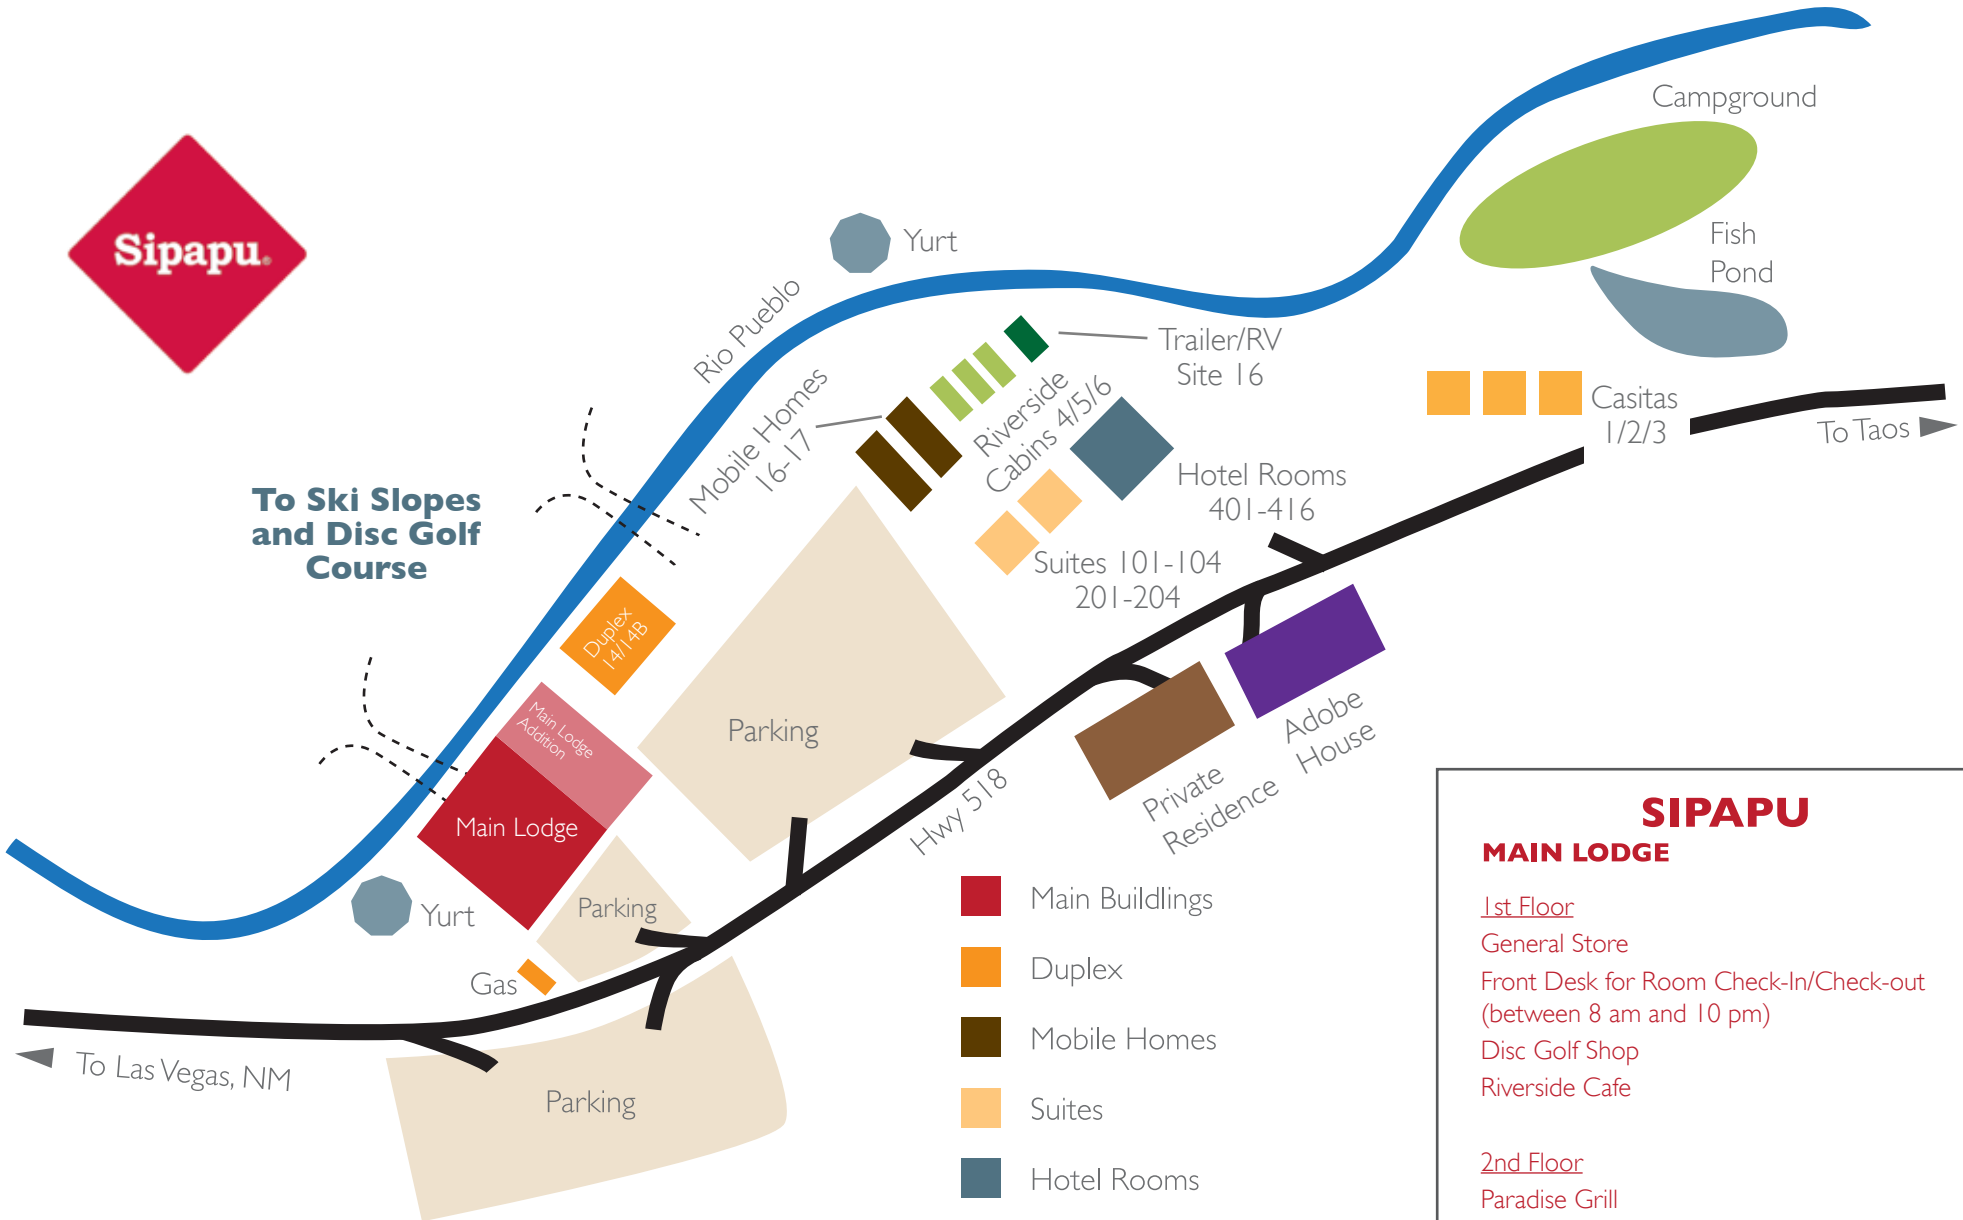 Sipapu®
Campground
Fish
Pond
Yurt
Rio Pueblo
Trailer/RV
Site 16
Mobile Homes
16-17
Riverside
Cabins 4/5/6
Casitas
1/2/3
To Taos
Hotel Rooms
401-416
To Ski Slopes
and Disc Golf
Course
Suites 101-104
201-204
Duplex
14/14B
Main Lodge
Addition
Main Lodge
Parking
Hwy 518
Adobe
House
Private
Residence
Parking
Yurt
Gas
To Las Vegas, NM
Parking
Main Buildlings
Duplex
Mobile Homes
Suites
Hotel Rooms
SIPAPU
MAIN LODGE
1st Floor
General Store
Front Desk for Room Check-In/Check-out
(between 8 am and 10 pm)
Disc Golf Shop
Riverside Cafe
2nd Floor
Paradise Grill